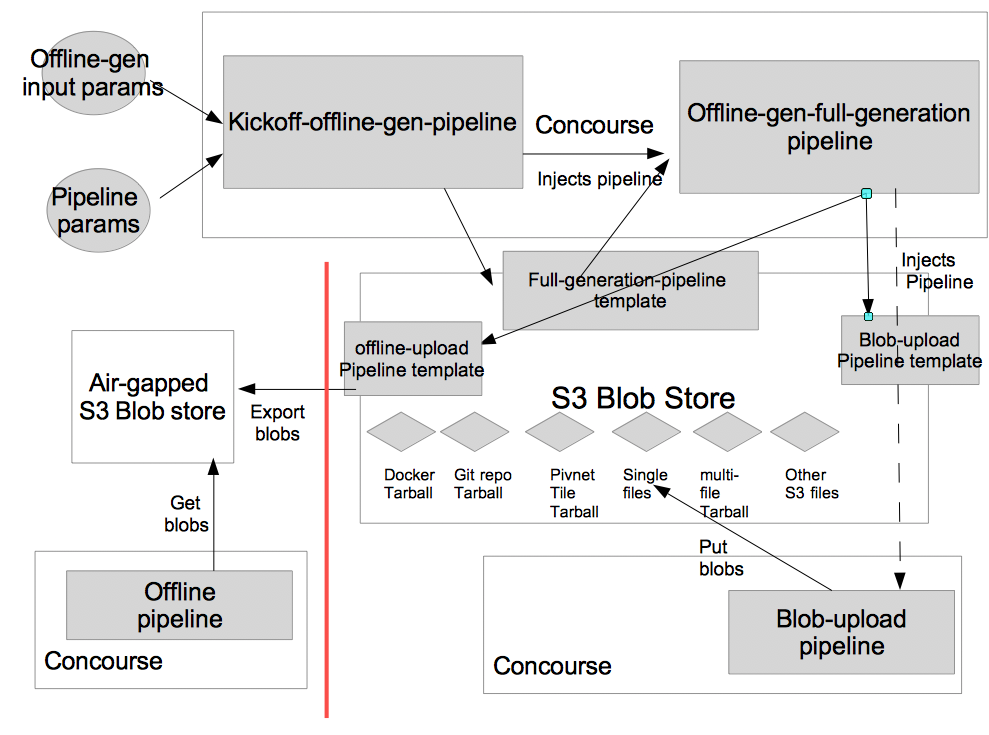 Offline-gen
input params
Kickoff-offline-gen-pipeline
Concourse
Injects pipeline
Offline-gen-full-generation
pipeline
Pipeline
params
Injects
Pipeline
Full-generation-pipeline
template
offline-upload
Pipeline template
Blob-upload
Pipeline template
Air-gapped
S3 Blob store
Export
blobs
S3 Blob Store
Docker
Tarball
Git repo
Tarball
Pivnet
Tile
Tarball
Single
files
multi-
file
Tarball
Other
S3 files
Get
blobs
Put
blobs
Offline
pipeline
Concourse
Blob-upload
pipeline
Concourse